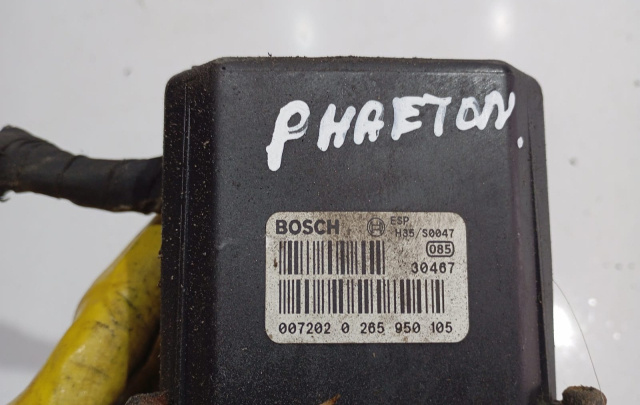 PHAETON.
BOSCH ESP
H35/S0047
085
30467
007202 0 265 950 105